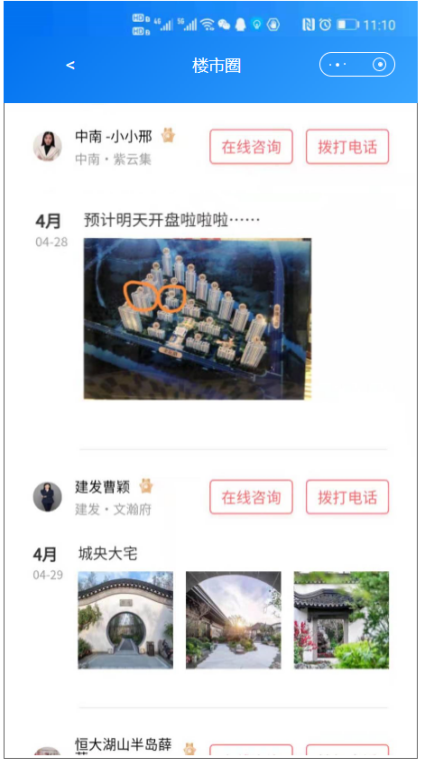 11:10
<
楼市圈
中南 -小小邢
在线咨询
拨打电话
中南·紫云集
4月
预计明天开盘啦啦啦……
04-28
建发曹颖
在线咨询
拨打电话
建发·文瀚府
4月
城央大宅
04-29
恒大湖山半岛薛